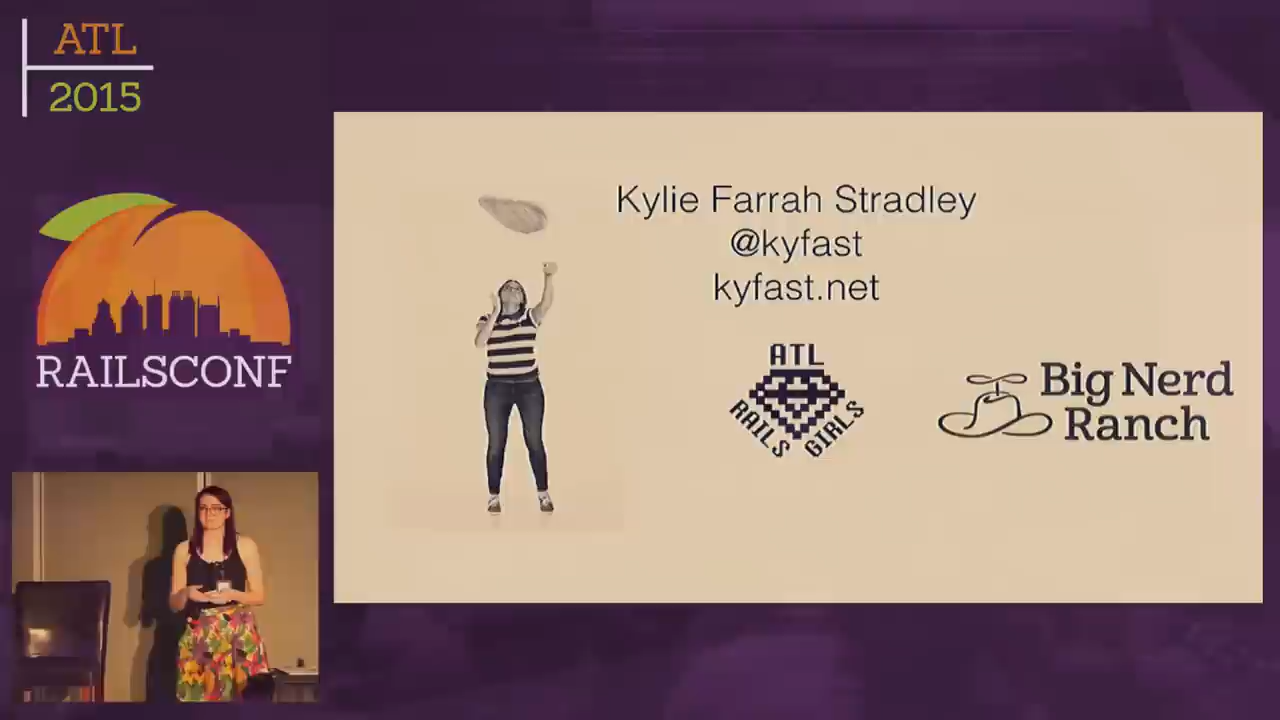 ATL
2015
RAILSCONF
Kylie Farrah Stradley
@kyfast
kyfast.net
ATL
RAILS GIRLS
Big Nerd
Ranch